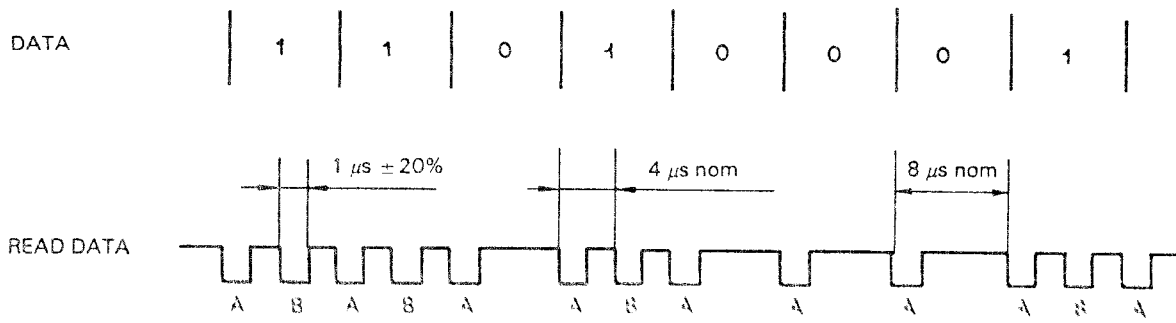 DATA 1 1 0 1 0 0 0 1
1 μs ± 20% 4 μs nom 8 μs nom
READ DATA
A B A B A A B A A A A B A